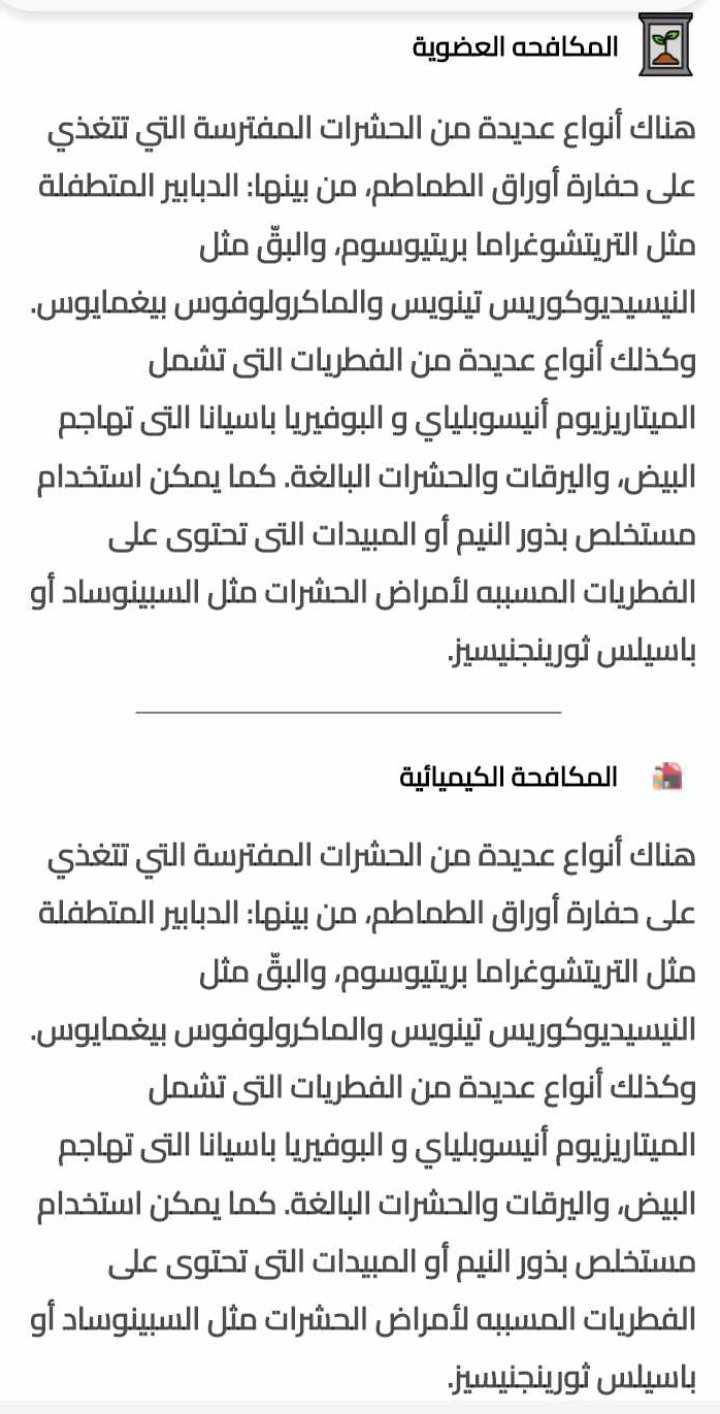 المكافحه العضوية
هناك أنواع عديدة من الحشرات المفترسة التي تتغذي
على حفارة أوراق الطماطم، من بينها: الدبابير المتطفلة
مثل التريتشوغراما بريتيوسوم، والبقّ مثل
النيسيديوكوريس تينويس والماكرولوفوس بيغمايوس.
وكذلك أنواع عديدة من الفطريات التى تشمل
الميتاريزيوم أنيسوبلياي و البوفيريا باسيانا التى تهاجم
البيض، واليرقات والحشرات البالغة. كما يمكن استخدام
مستخلص بذور النيم أو المبيدات التى تحتوى على
الفطريات المسببه لأمراض الحشرات مثل السبينوساد أو
باسيلس ثورينجنيسيز.
المكافحة الكيميائية
هناك أنواع عديدة من الحشرات المفترسة التي تتغذي
على حفارة أوراق الطماطم، من بينها: الدبابير المتطفلة
مثل التريتشوغراما بريتيوسوم، والبقّ مثل
النيسيديوكوريس تينويس والماكرولوفوس بيغمايوس.
وكذلك أنواع عديدة من الفطريات التى تشمل
الميتاريزيوم أنيسوبلياي و البوفيريا باسيانا التى تهاجم
البيض، واليرقات والحشرات البالغة. كما يمكن استخدام
مستخلص بذور النيم أو المبيدات التى تحتوى على
الفطريات المسببه لأمراض الحشرات مثل السبينوساد أو
باسيلس ثورينجنيسيز.